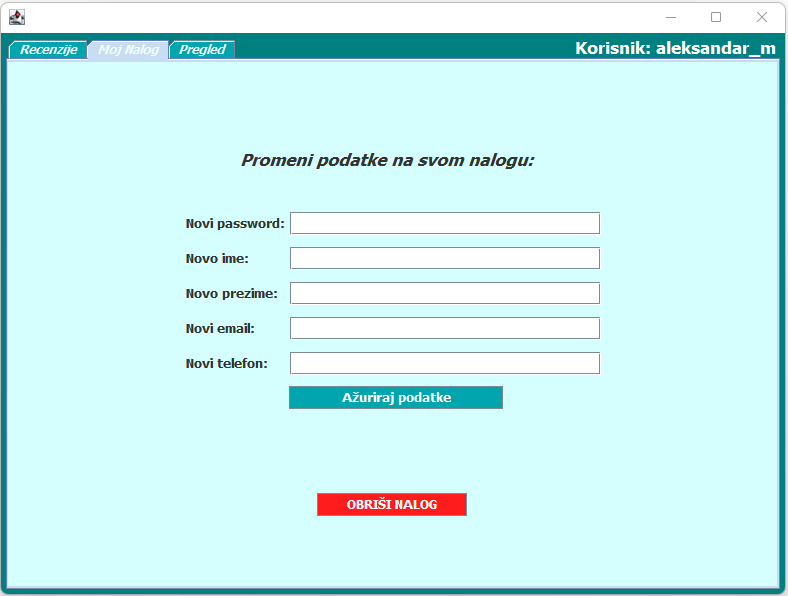 Recenzije Moj Nalog Pregled Korisnik: aleksandar_m
Promeni podatke na svom nalogu:
Novi password:
Novo ime:
Novo prezime:
Novi email:
Novi telefon:
Ažuriraj podatke
OBRIŠI NALOG